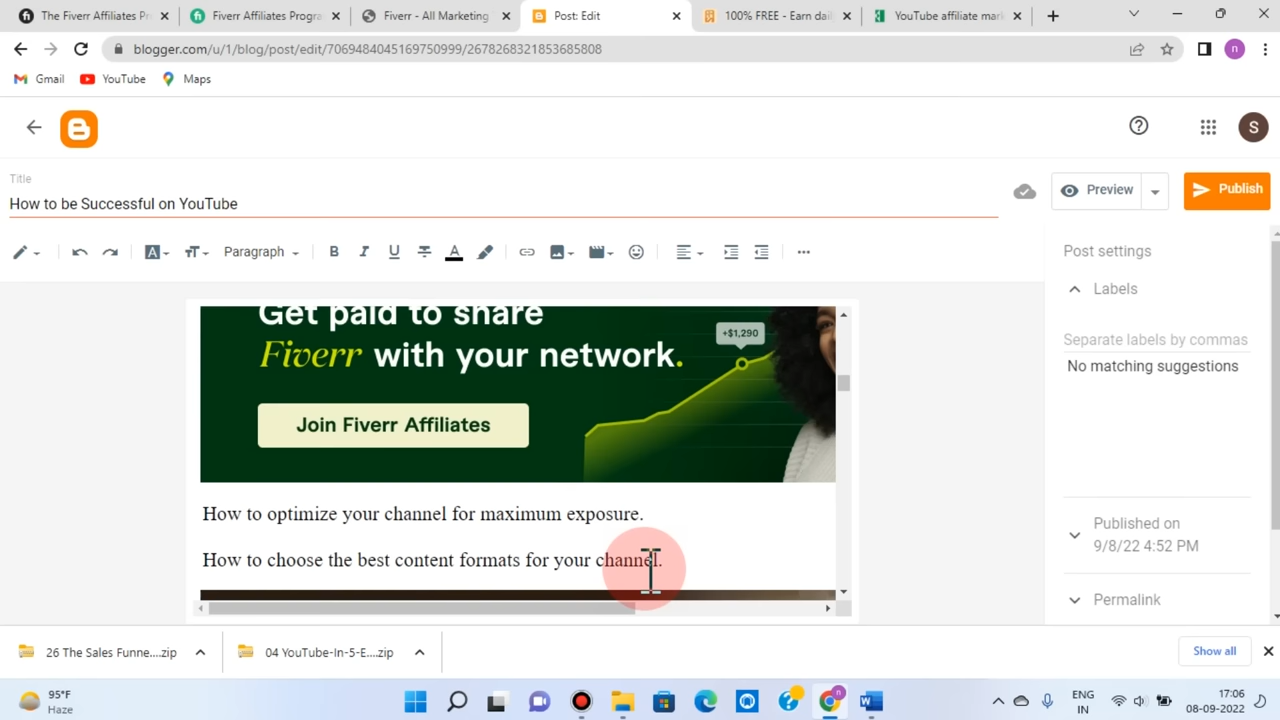 The Fiverr Affiliates P
Fiverr Affiliates Progra
Fiverr - All Marketing
Post: Edit
100% FREE - Earn dai
YouTube affiliate mar
blogger.com/u/1/blog/post/edit/7069484045169750999/2678268321853685808
n
Gmail
YouTube
Maps
S
Title
How to be Successful on YouTube
Preview
Publish
Paragraph
B
I
U
A
Post settings
Labels
Separate labels by commas
No matching suggestions
Published on
9/8/22 4:52 PM
Permalink
Get paid to share
Fiverr with your network.
+$1,290
Join Fiverr Affiliates
How to optimize your channel for maximum exposure.
How to choose the best content formats for your channel.
26 The Sales Funne....zip
04 YouTube-In-5-E....zip
Show all
95°F
Haze
ENG
IN
17:06
08-09-2022